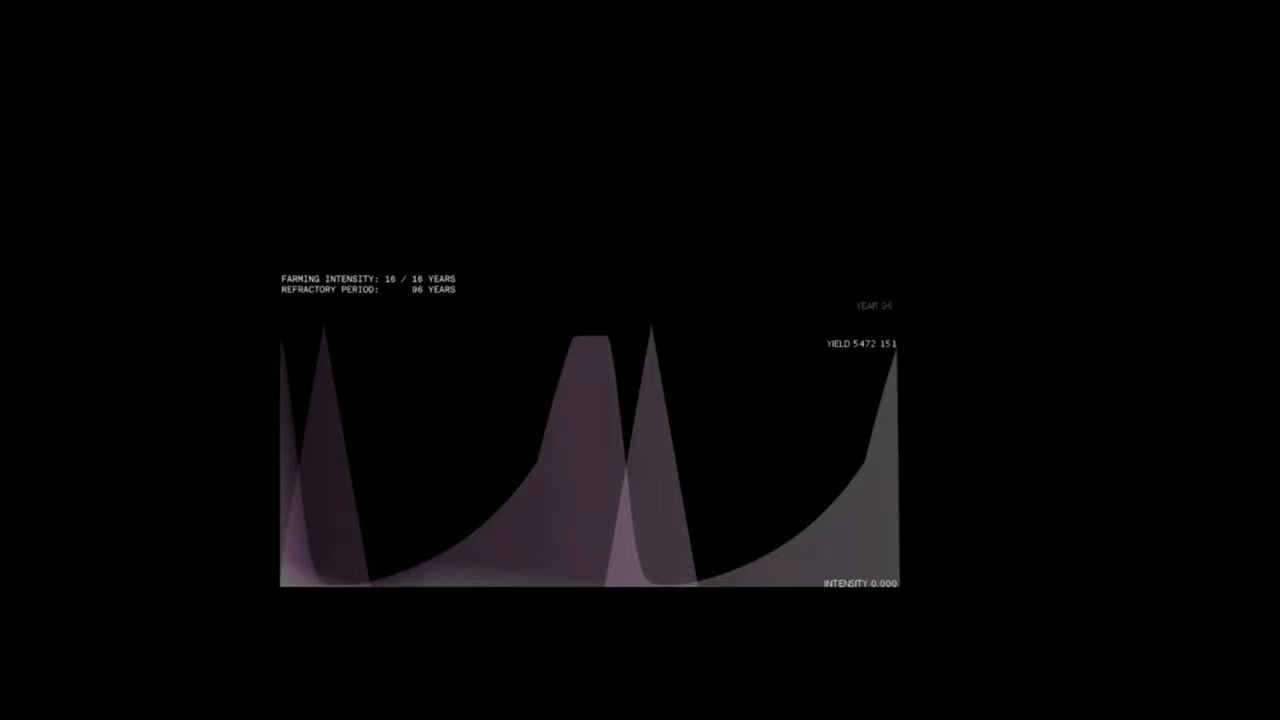 FARMING INTENSITY: 16 / 16 YEARS
REFRACTORY PERIOD: 96 YEARS
YEAR 96
YIELD 5472 151
INTENSITY 0.000